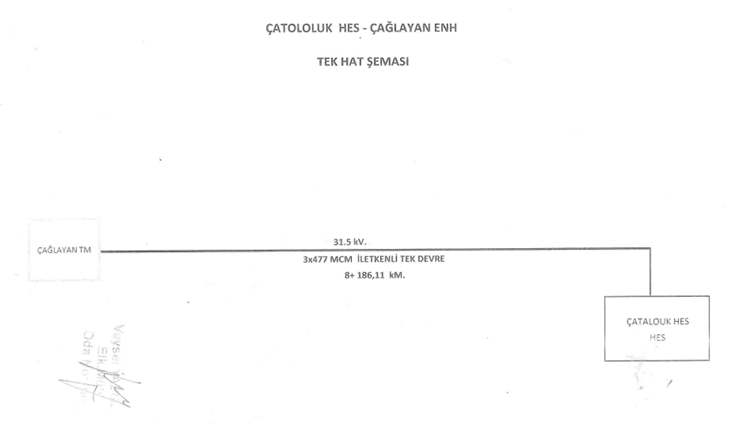 ÇATOLOLUK HES - ÇAĞLAYAN ENH
TEK HAT ŞEMASI
31.5 kV.
ÇAĞLAYAN TM
3x477 MCM İLETKENLİ TEK DEVRE
8+ 186,11 kM.
ÇATALOUK HES
HES
Oda